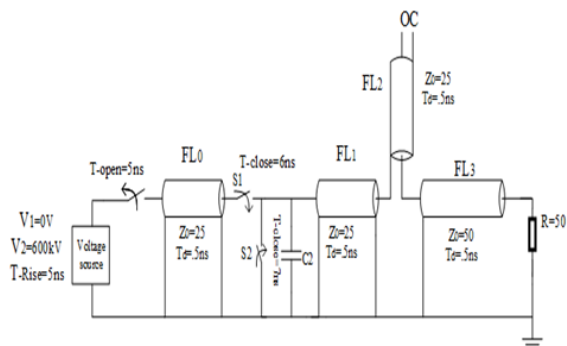 OC
FL2
Z0=25
Td=.5ns
T-open=5ns
FL0
T-close=6ns
S1
FL1
FL3
V1=0V
V2=600kV
T-Rise=5ns
Voltage
source
Z0=25
Td=.5ns
S2
T-close=7ns
C2
Z0=25
Td=.5ns
Z0=50
Td=.5ns
R=50